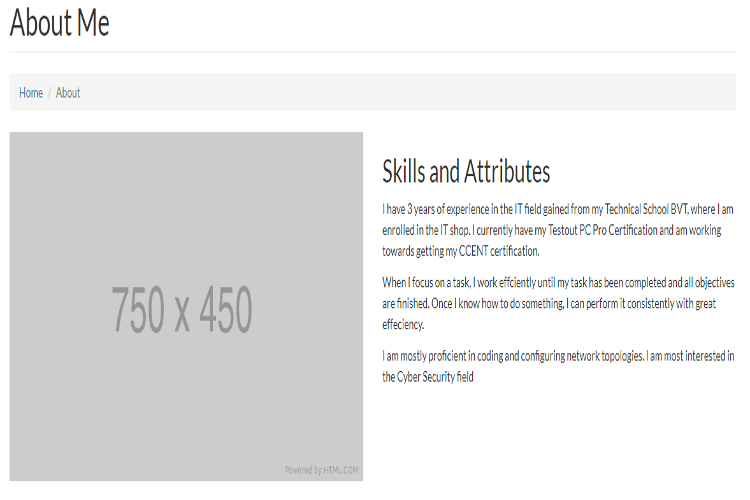 About Me
Home / About
750 x 450
Powered by HTML.COM
Skills and Attributes
I have 3 years of experience in the IT field gained from my Technical School BVT, where I am
enrolled in the IT shop. I currently have my Testout PC Pro Certification and am working
towards getting my CCENT certification.
When I focus on a task, I work effciently until my task has been completed and all objectives
are finished. Once I know how to do something, I can perform it consistently with great
effeciency.
I am mostly proficient in coding and configuring network topologies. I am most interested in
the Cyber Security field